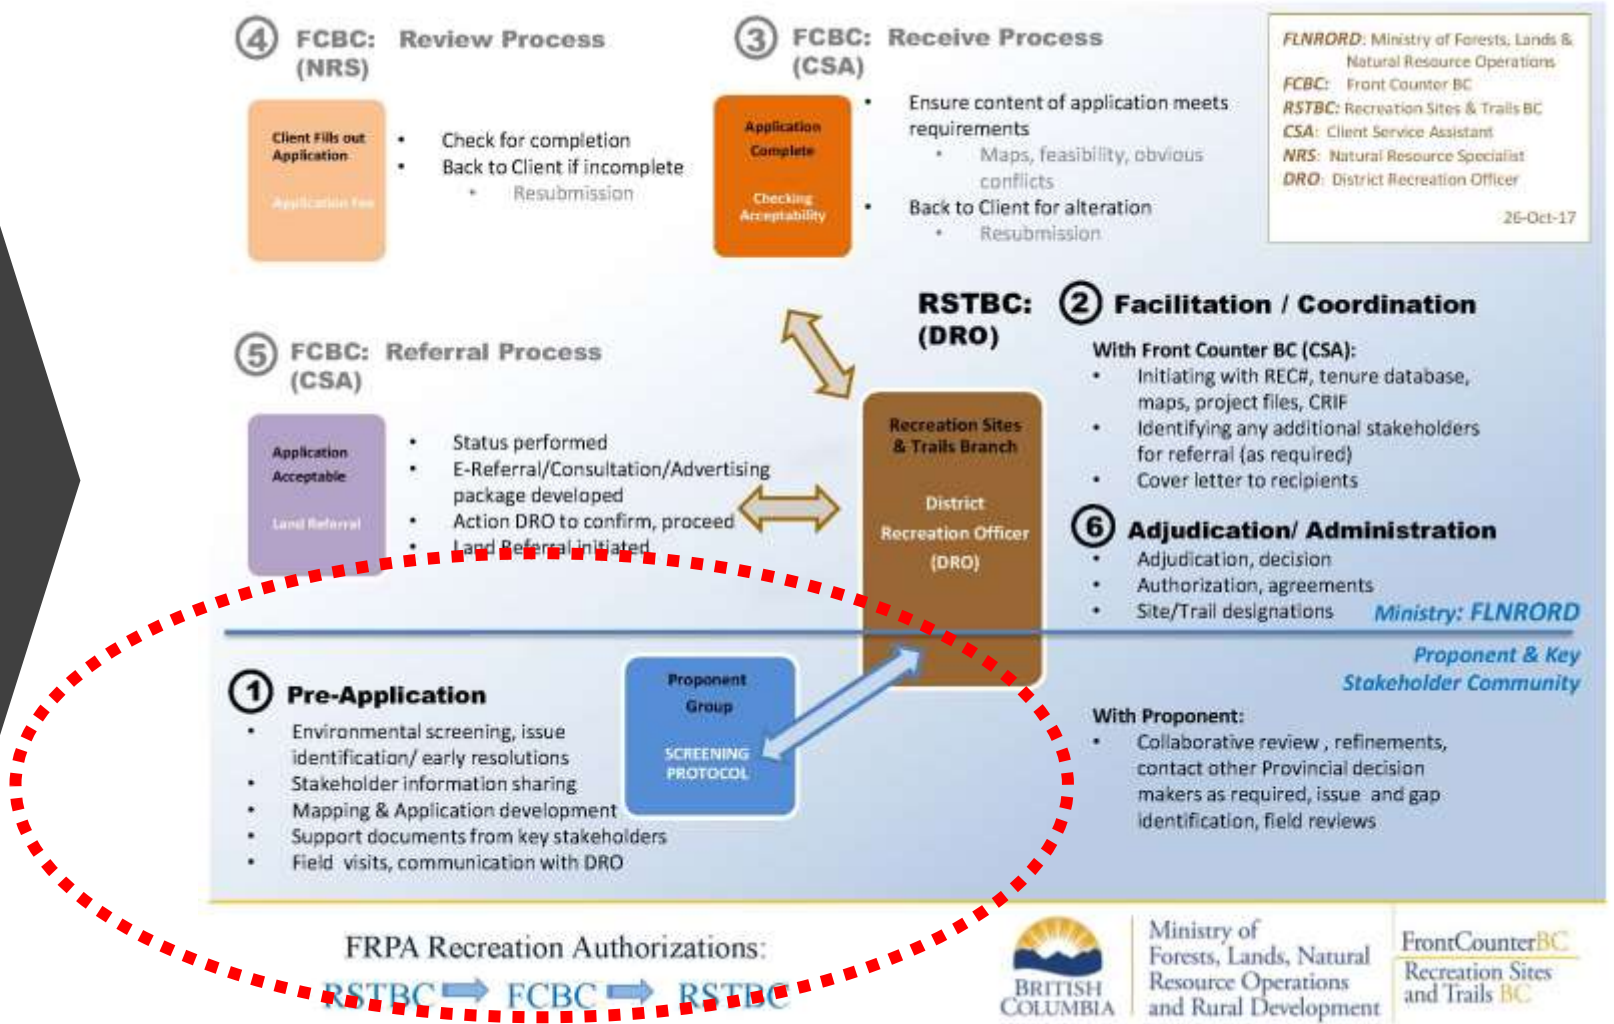 4 FCBC: Review Process
(NRS)
Client Fills out
Application
Application Fee
• Check for completion
• Back to Client if incomplete
• Resubmission
3 FCBC: Receive Process
(CSA)
Application
Complete
Checking
Acceptability
• Ensure content of application meets
requirements
• Maps, feasibility, obvious
conflicts
• Back to Client for alteration
• Resubmission
FLNRORD: Ministry of Forests, Lands &
Natural Resource Operations
FCBC: Front Counter BC
RSTBC: Recreation Sites & Trails BC
CSA: Client Service Assistant
NRS: Natural Resource Specialist
DRO: District Recreation Officer
26-Oct-17
5 FCBC: Referral Process
(CSA)
Application
Acceptable
Land Referral
• Status performed
• E-Referral/Consultation/Advertising
package developed
• Action DRO to confirm, proceed
• Land Referral initiated
RSTBC:
(DRO)
Recreation Sites
& Trails Branch
District
Recreation Officer
(DRO)
2 Facilitation / Coordination
With Front Counter BC (CSA):
• Initiating with REC#, tenure database,
maps, project files, CRIF
• Identifying any additional stakeholders
for referral (as required)
• Cover letter to recipients
6 Adjudication/ Administration
• Adjudication, decision
• Authorization, agreements
• Site/Trail designations
Ministry: FLNRORD
Proponent & Key
Stakeholder Community
1 Pre-Application
• Environmental screening, issue
identification/ early resolutions
• Stakeholder information sharing
• Mapping & Application development
• Support documents from key stakeholders
• Field visits, communication with DRO
Proponent
Group
SCREENING
PROTOCOL
With Proponent:
• Collaborative review , refinements,
contact other Provincial decision
makers as required, issue and gap
identification, field reviews
FRPA Recreation Authorizations:
RSTBC FCBC RSTBC
BRITISH
COLUMBIA
Ministry of
Forests, Lands, Natural
Resource Operations
and Rural Development
FrontCounterBC
Recreation Sites
and Trails BC